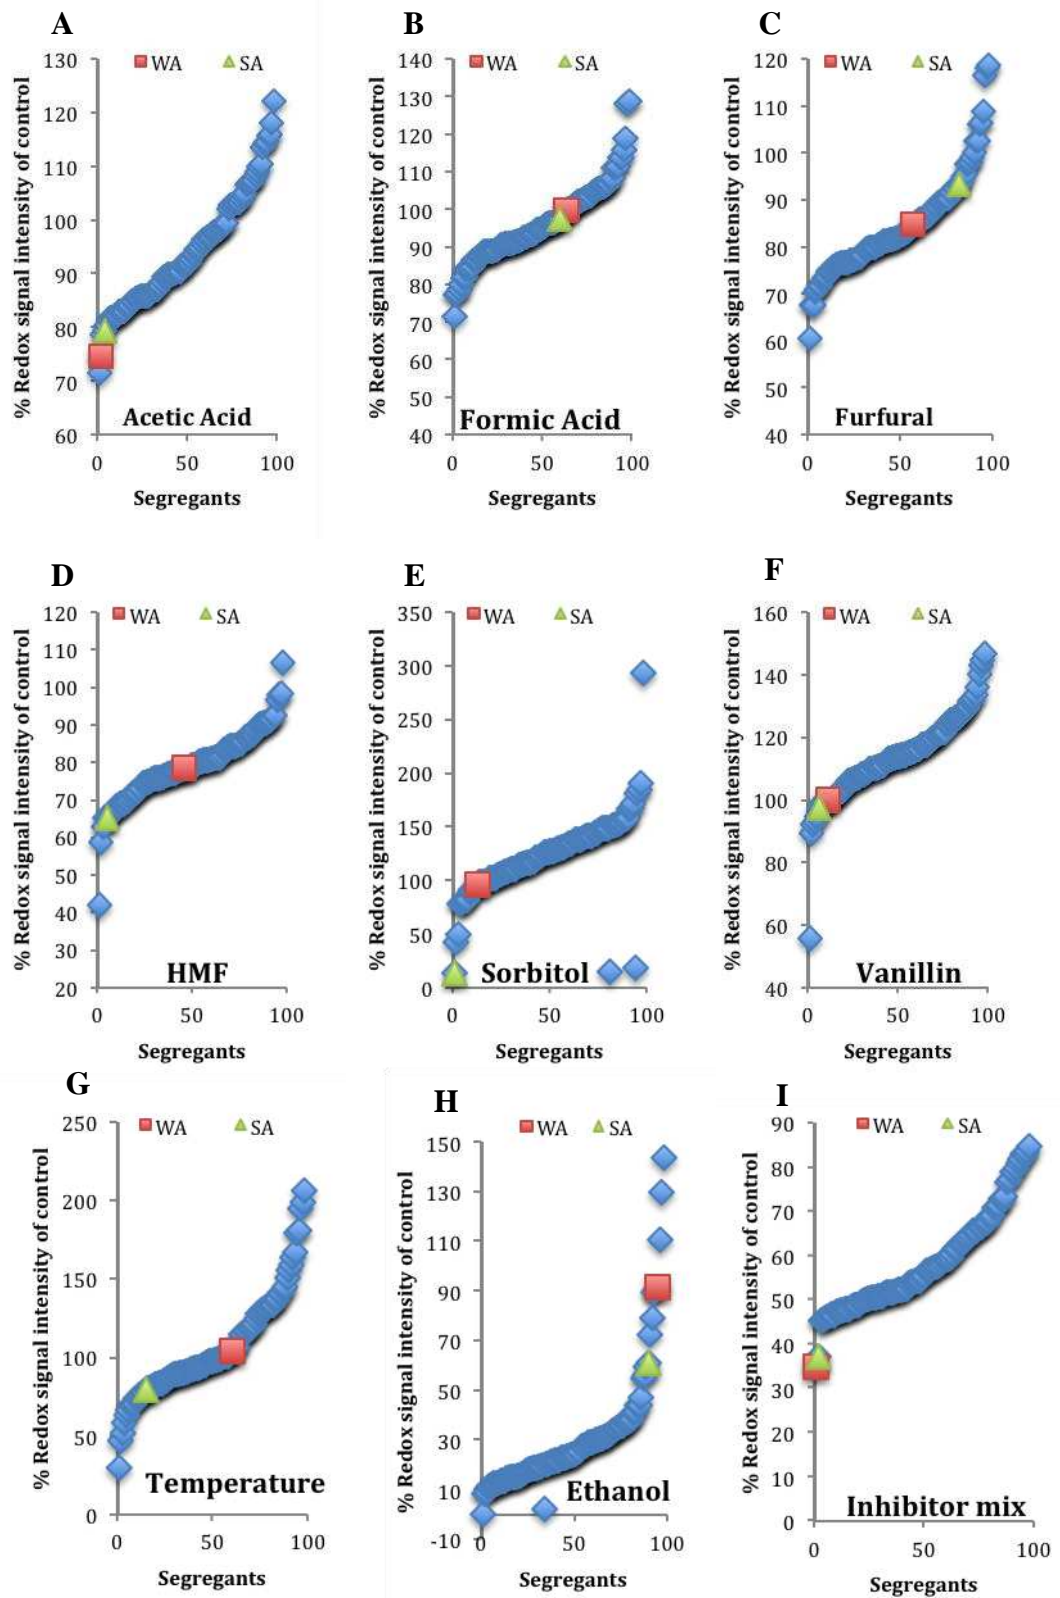 A
WA SA
% Redox signal intensity of control
130
120
110
100
90
80
70
60
Acetic Acid
0 50 100
Segregants
B
WA SA
% Redox signal intensity of control
140
130
120
110
100
90
80
70
60
50
40
Formic Acid
0 50 100
Segregants
C
WA SA
% Redox signal intensity of control
120
110
100
90
80
70
60
50
40
Furfural
0 50 100
Segregants
D
WA SA
% Redox signal intensity of control
120
110
100
90
80
70
60
50
40
30
20
HMF
0 50 100
Segregants
E
WA SA
% Redox signal intensity of control
350
300
250
200
150
100
50
0
Sorbitol
0 50 100
Segregants
F
WA SA
% Redox signal intensity of control
160
140
120
100
80
60
40
Vanillin
0 50 100
Segregants
G
WA SA
% Redox signal intensity of control
250
200
150
100
50
0
Temperature
0 50 100
Segregants
H
WA SA
% Redox signal intensity of control
150
130
110
90
70
50
30
10
-10
Ethanol
0 50 100
Segregants
I
WA SA
% Redox signal intensity of control
90
80
70
60
50
40
30
20
10
0
Inhibitor mix
0 50 100
Segregants